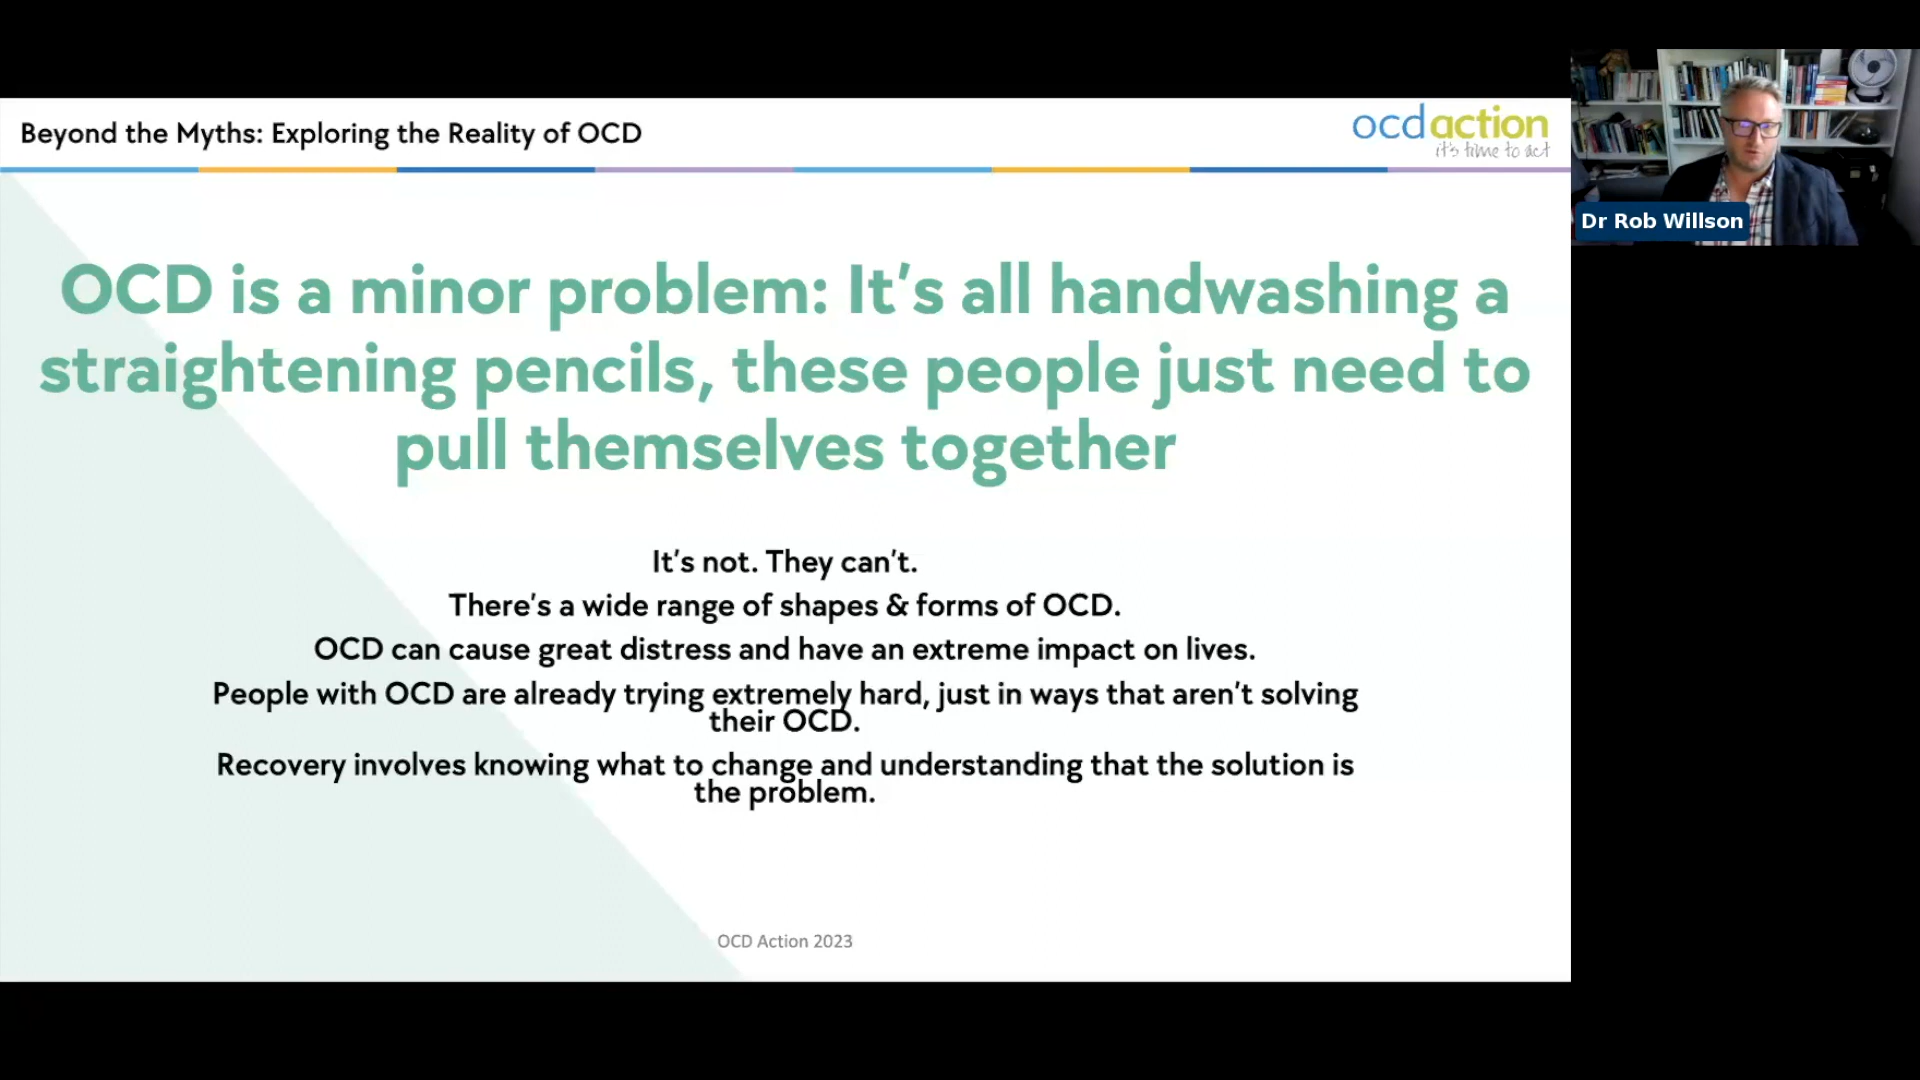 Beyond the Myths: Exploring the Reality of OCD
ocdaction
it's time to act
Dr Rob Willson
OCD is a minor problem: It's all handwashing a
straightening pencils, these people just need to
pull themselves together
It's not. They can't.
There's a wide range of shapes & forms of OCD.
OCD can cause great distress and have an extreme impact on lives.
People with OCD are already trying extremely hard, just in ways that aren't solving
their OCD.
Recovery involves knowing what to change and understanding that the solution is
the problem.
OCD Action 2023